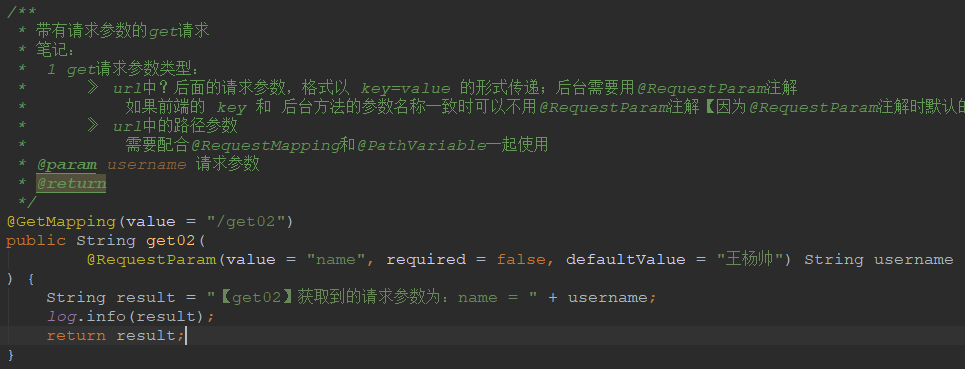 /**
 * 带有请求参数的get请求
 * 笔记:
 *  1 get请求参数类型:
 *      》 url中？后面的请求参数，格式以 key=value 的形式传递；后台需要用@RequestParam注解
 *         如果前端的 key 和 后台方法的参数名称一致时可以不用@RequestParam注解【因为@RequestParam注解时默认的
 *      》 url中的路径参数
 *         需要配合@RequestMapping和@PathVariable一起使用
 * @param username 请求参数
 * @return
 */
@GetMapping(value = "/get02")
public String get02(
        @RequestParam(value = "name", required = false, defaultValue = "王杨帅") String username
) {
    String result = "【get02】获取到的请求参数为：name = " + username;
    log.info(result);
    return result;
}